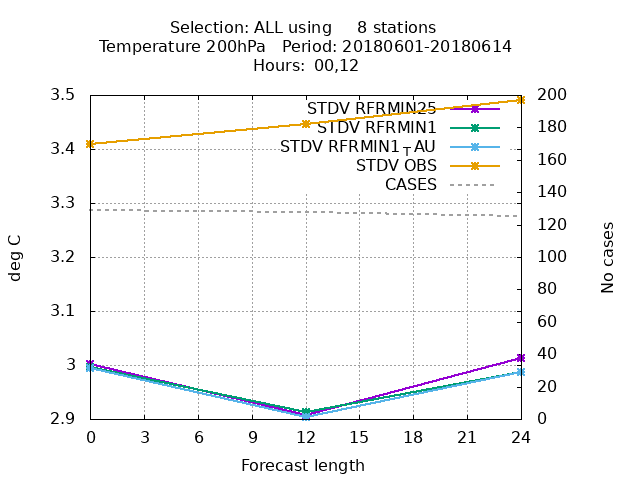 Selection: ALL using     8 stations
Temperature 200hPa   Period: 20180601-20180614
Hours: 00,12
3.5
3.4
3.3
3.2
3.1
3
2.9
deg C
STDV RFRMIN25
STDV RFRMIN1
STDV RFRMIN1┬AU
STDV OBS
CASES
200
180
160
140
120
100
80
60
40
20
0
No cases
0 3 6 9 12 15 18 21 24
Forecast length